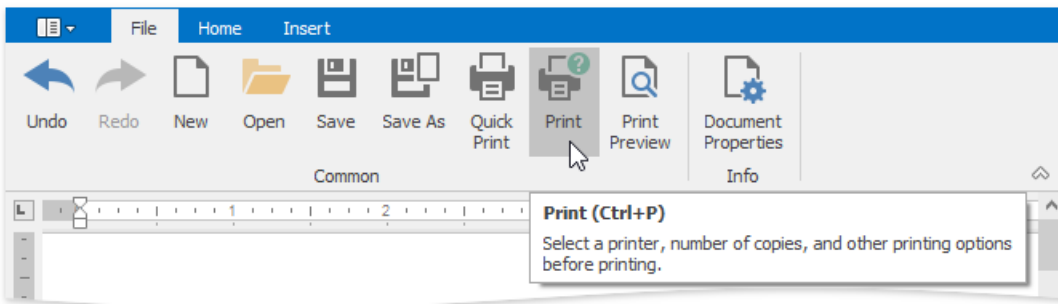 File Home Insert
Undo Redo New Open Save Save As Quick Print Print Print Preview Document Properties
Common Info
L 1 2
Print (Ctrl+P)
Select a printer, number of copies, and other printing options
before printing.